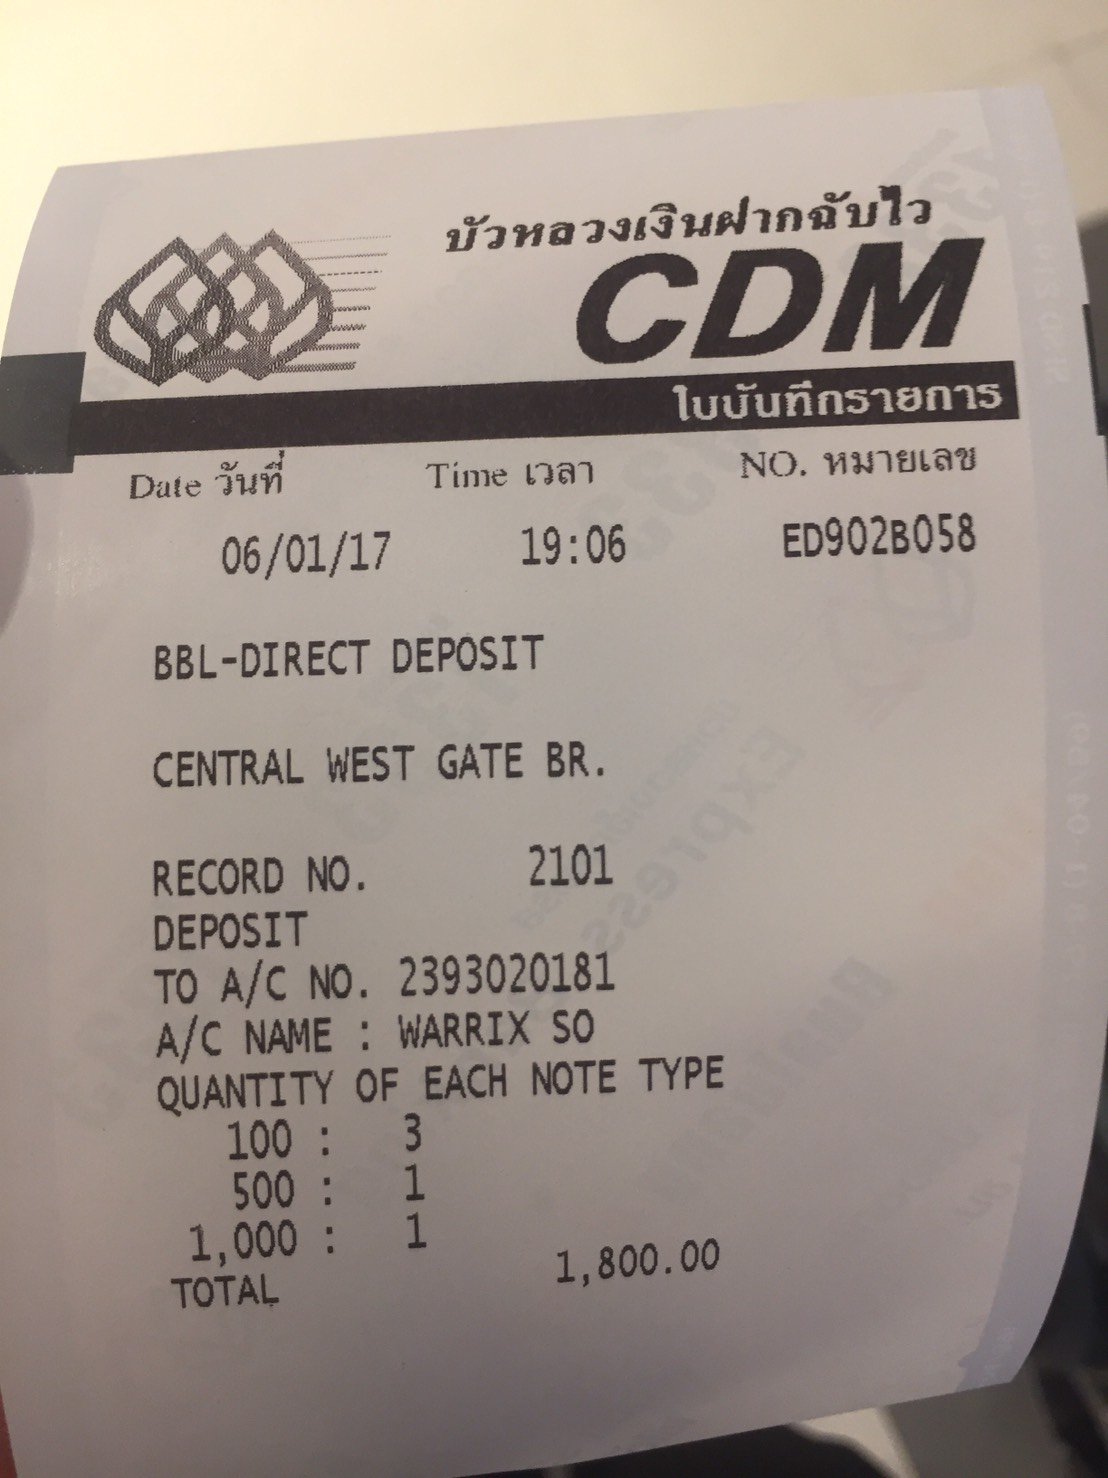 บัวหลวงเงินฝากฉับไว
CDM
ใบบันทึกรายการ
Date วันที่ Time เวลา NO. หมายเลข
06/01/17 19:06 ED902B058
BBL-DIRECT DEPOSIT
CENTRAL WEST GATE BR.
RECORD NO. 2101
DEPOSIT
TO A/C NO. 2393020181
A/C NAME : WARRIX SO
QUANTITY OF EACH NOTE TYPE
100 : 3
500 : 1
1,000 : 1
TOTAL 1,800.00